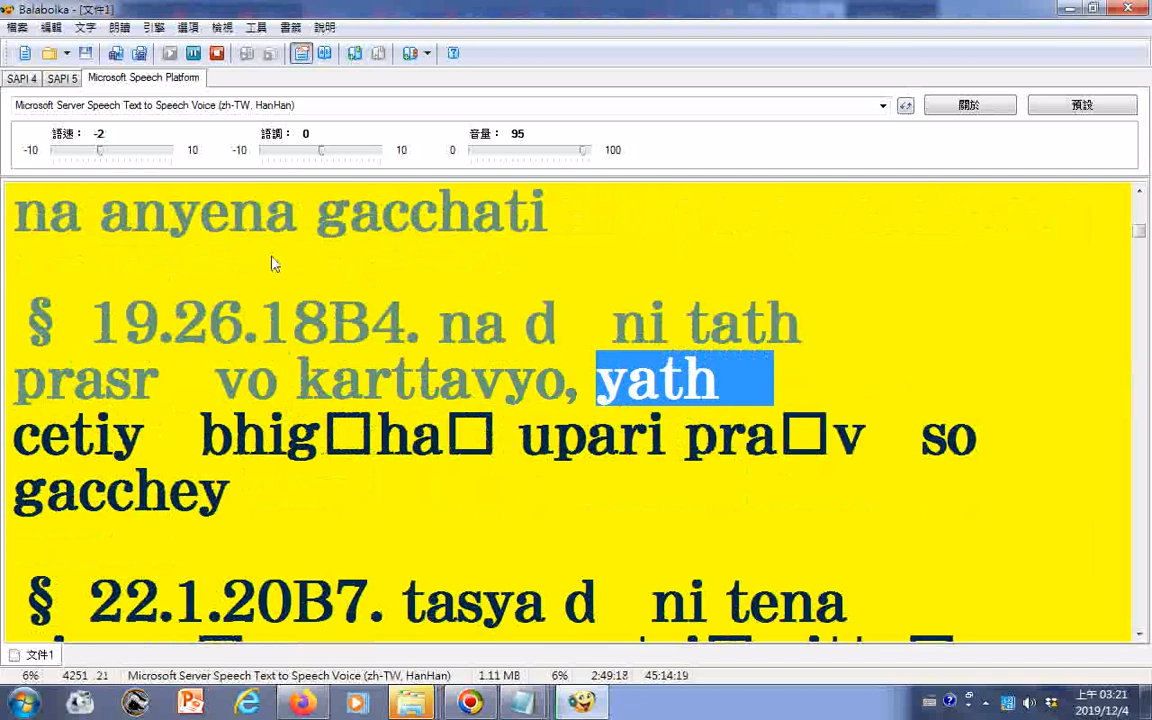 Balabolka - [文件1]
檔案 編輯 文字 朗讀 引擎 選項 檢視 工具 書籤 說明
SAPI 4 SAPI 5 Microsoft Speech Platform
Microsoft Server Speech Text to Speech Voice (zh-TW, HanHan) 關於 預設
語速： -2 語調： 0 音量： 95
-10 10 -10 10 0 100
na anyena gacchati
§ 19.26.18B4. na d ni tath
prasr vo karttavyo, yath
cetiy bhig□ha□ upari pra□v so
gacchey
§ 22.1.20B7. tasya d ni tena
文件1
6% 4251 .21 Microsoft Server Speech Text to Speech Voice (zh-TW, HanHan) 1.11 MB 6% 2:49:18 45:14:19
上午 03:21
2019/12/4